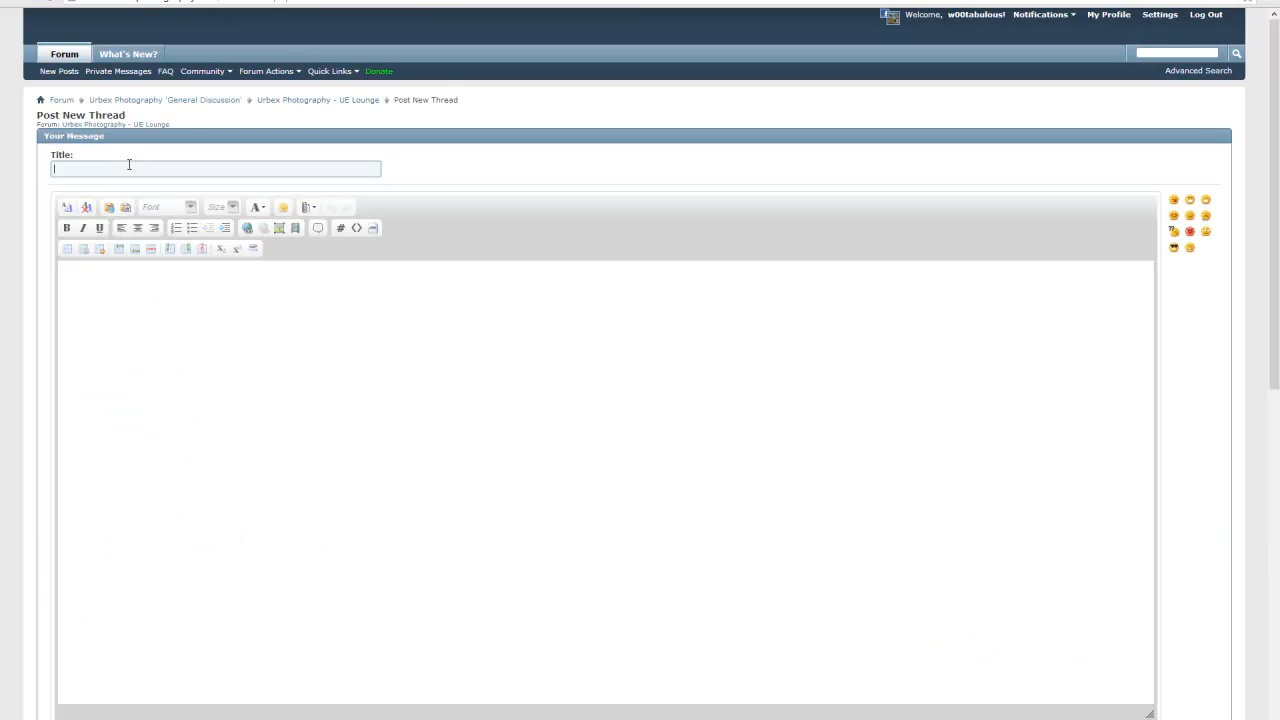 Welcome, w00tabulous! Notifications My Profile Settings Log Out
Forum What's New?
New Posts Private Messages FAQ Community Forum Actions Quick Links Donate Advanced Search
Forum Urbex Photography 'General Discussion' Urbex Photography - UE Lounge Post New Thread
Post New Thread
Forum: Urbex Photography - UE Lounge
Your Message
Title:
Font Size A
B I U #